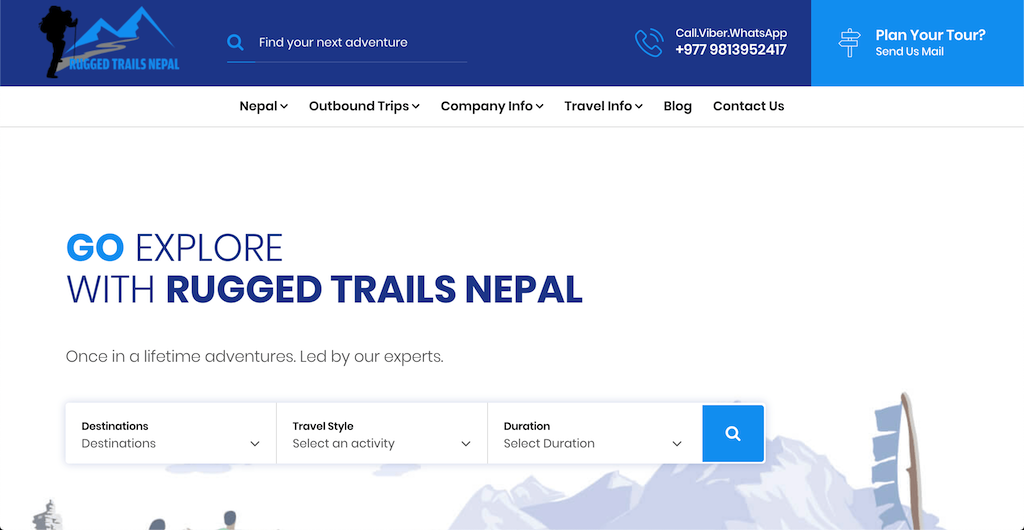 RUGGED TRAILS NEPAL
Find your next adventure
Call.Viber.WhatsApp
+977 9813952417
Plan Your Tour?
Send Us Mail
Nepal Outbound Trips Company Info Travel Info Blog Contact Us
GO EXPLORE
WITH RUGGED TRAILS NEPAL
Once in a lifetime adventures. Led by our experts.
Destinations
Destinations
Travel Style
Select an activity
Duration
Select Duration